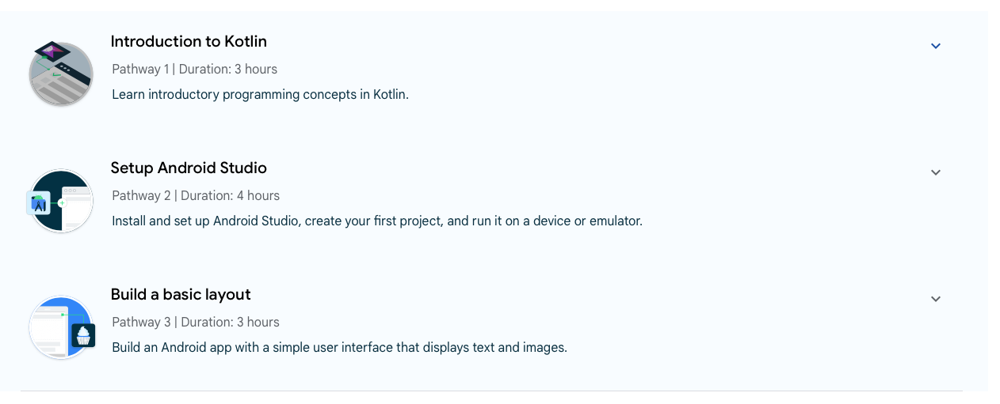 Introduction to Kotlin
Pathway 1 | Duration: 3 hours
Learn introductory programming concepts in Kotlin.
Setup Android Studio
Pathway 2 | Duration: 4 hours
Install and set up Android Studio, create your first project, and run it on a device or emulator.
Build a basic layout
Pathway 3 | Duration: 3 hours
Build an Android app with a simple user interface that displays text and images.